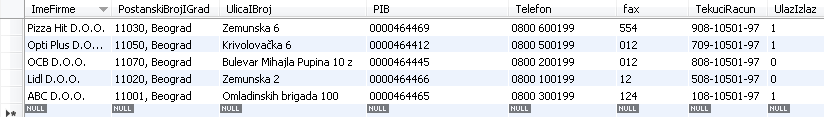 ImeFirme PostanskiBrojIGrad UlicaIBroj PIB Telefon fax TekuciRacun UlazIzlaz
Pizza Hit D.O.O. 11030, Beograd Zemunska 6 0000464469 0800 600199 554 908-10501-97 1
Opti Plus D.O.... 11050, Beograd Krivolovačka 6 0000464412 0800 500199 012 709-10501-97 1
OCB D.O.O. 11070, Beograd Bulevar Mihajla Pupina 10 z 0000464445 0800 200199 012 808-10501-97 0
Lidl D.O.O. 11020, Beograd Zemunska 2 0000464466 0800 100199 12 508-10501-97 0
ABC D.O.O. 11001, Beograd Omladinskih brigada 100 0000464465 0800 300199 124 108-10501-97 1
NULL NULL NULL NULL NULL NULL NULL NULL